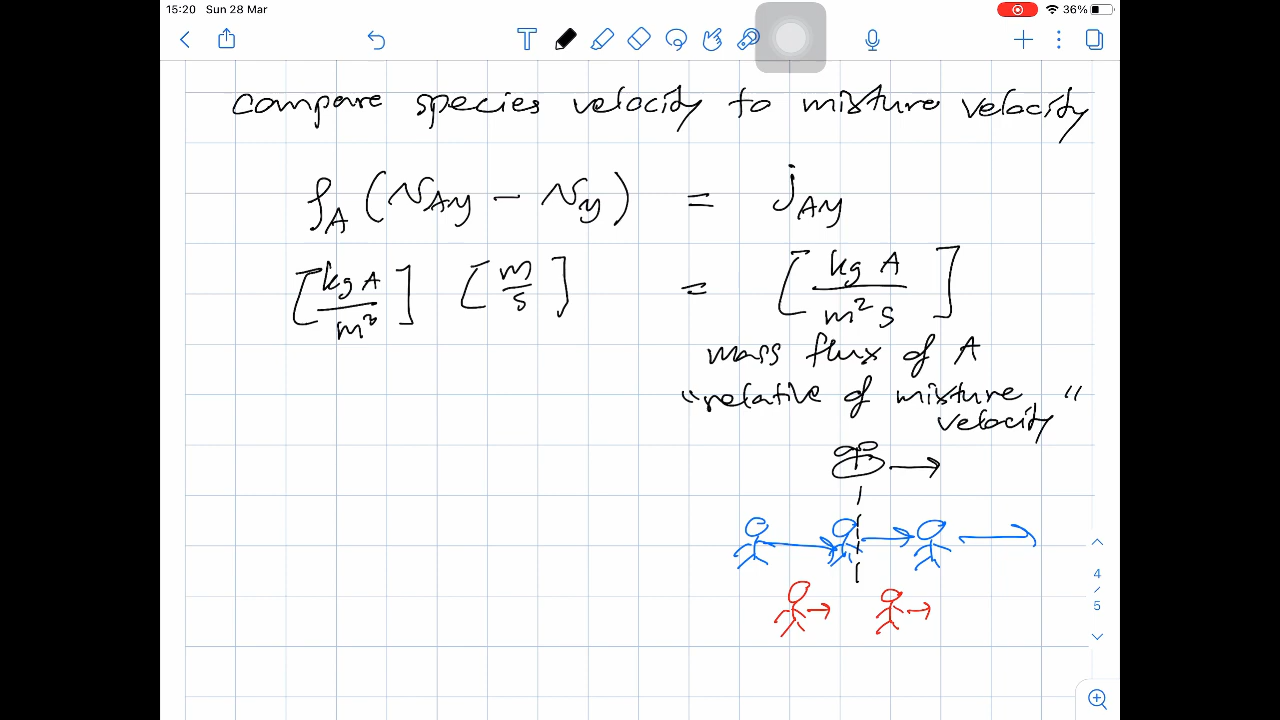 15:20 Sun 28 Mar
36%
T
compare species velocity to mixture velocity
ρA (vAy − vy) = jAy
[kg A / m³] [m / s] = [kg A / m² s]
mass flux of A
"relative of mixture velocity"
4
/
5